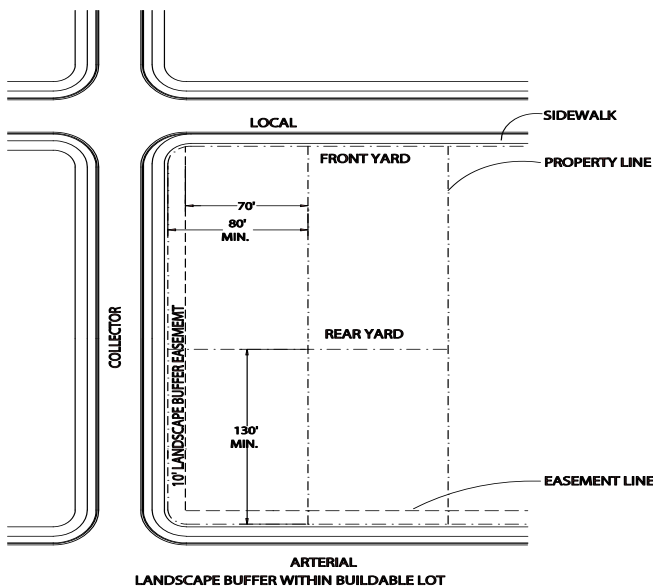 LOCAL
SIDEWALK
FRONT YARD
PROPERTY LINE
70'
80'
MIN.
COLLECTOR
10' LANDSCAPE BUFFER EASEMEMT
REAR YARD
130'
MIN.
EASEMENT LINE
ARTERIAL
LANDSCAPE BUFFER WITHIN BUILDABLE LOT